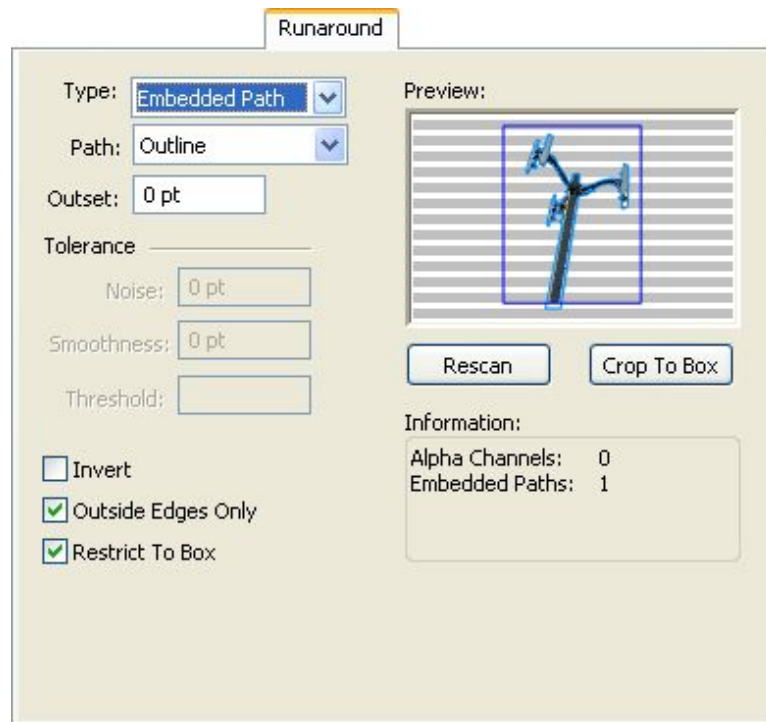 Runaround
Type: Embedded Path
Path: Outline
Outset: 0 pt
Tolerance
Noise: 0 pt
Smoothness: 0 pt
Threshold:
Invert
Outside Edges Only
Restrict To Box
Preview:
Rescan
Crop To Box
Information:
Alpha Channels: 0
Embedded Paths: 1